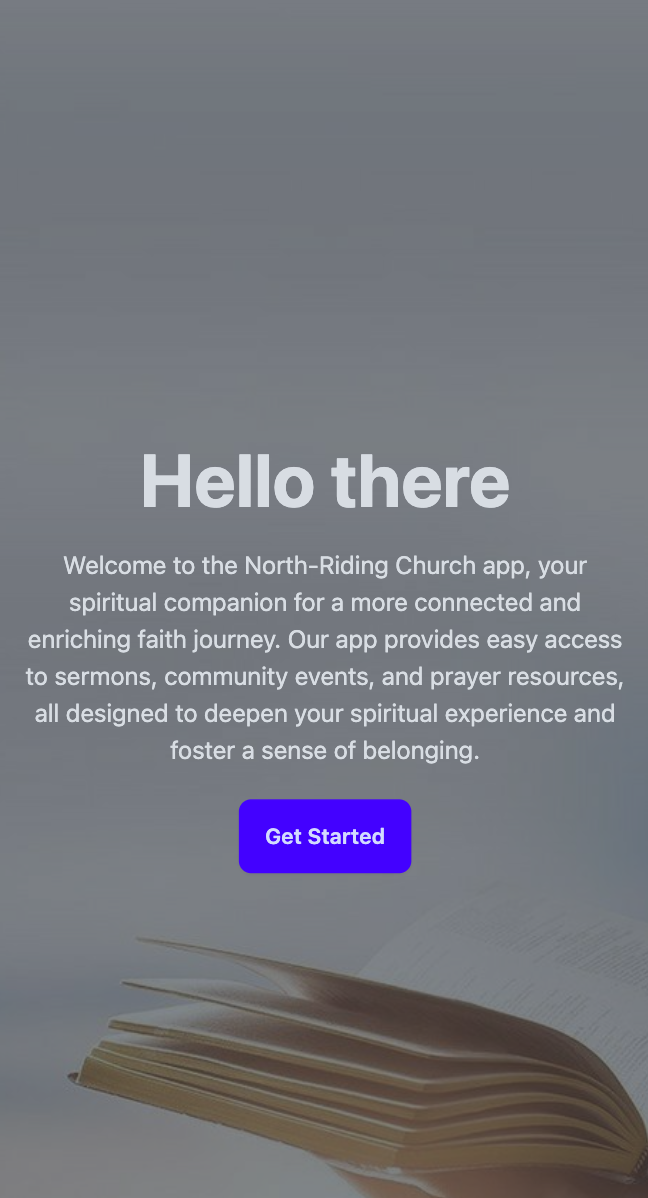 Hello there
Welcome to the North-Riding Church app, your
spiritual companion for a more connected and
enriching faith journey. Our app provides easy access
to sermons, community events, and prayer resources,
all designed to deepen your spiritual experience and
foster a sense of belonging.
Get Started